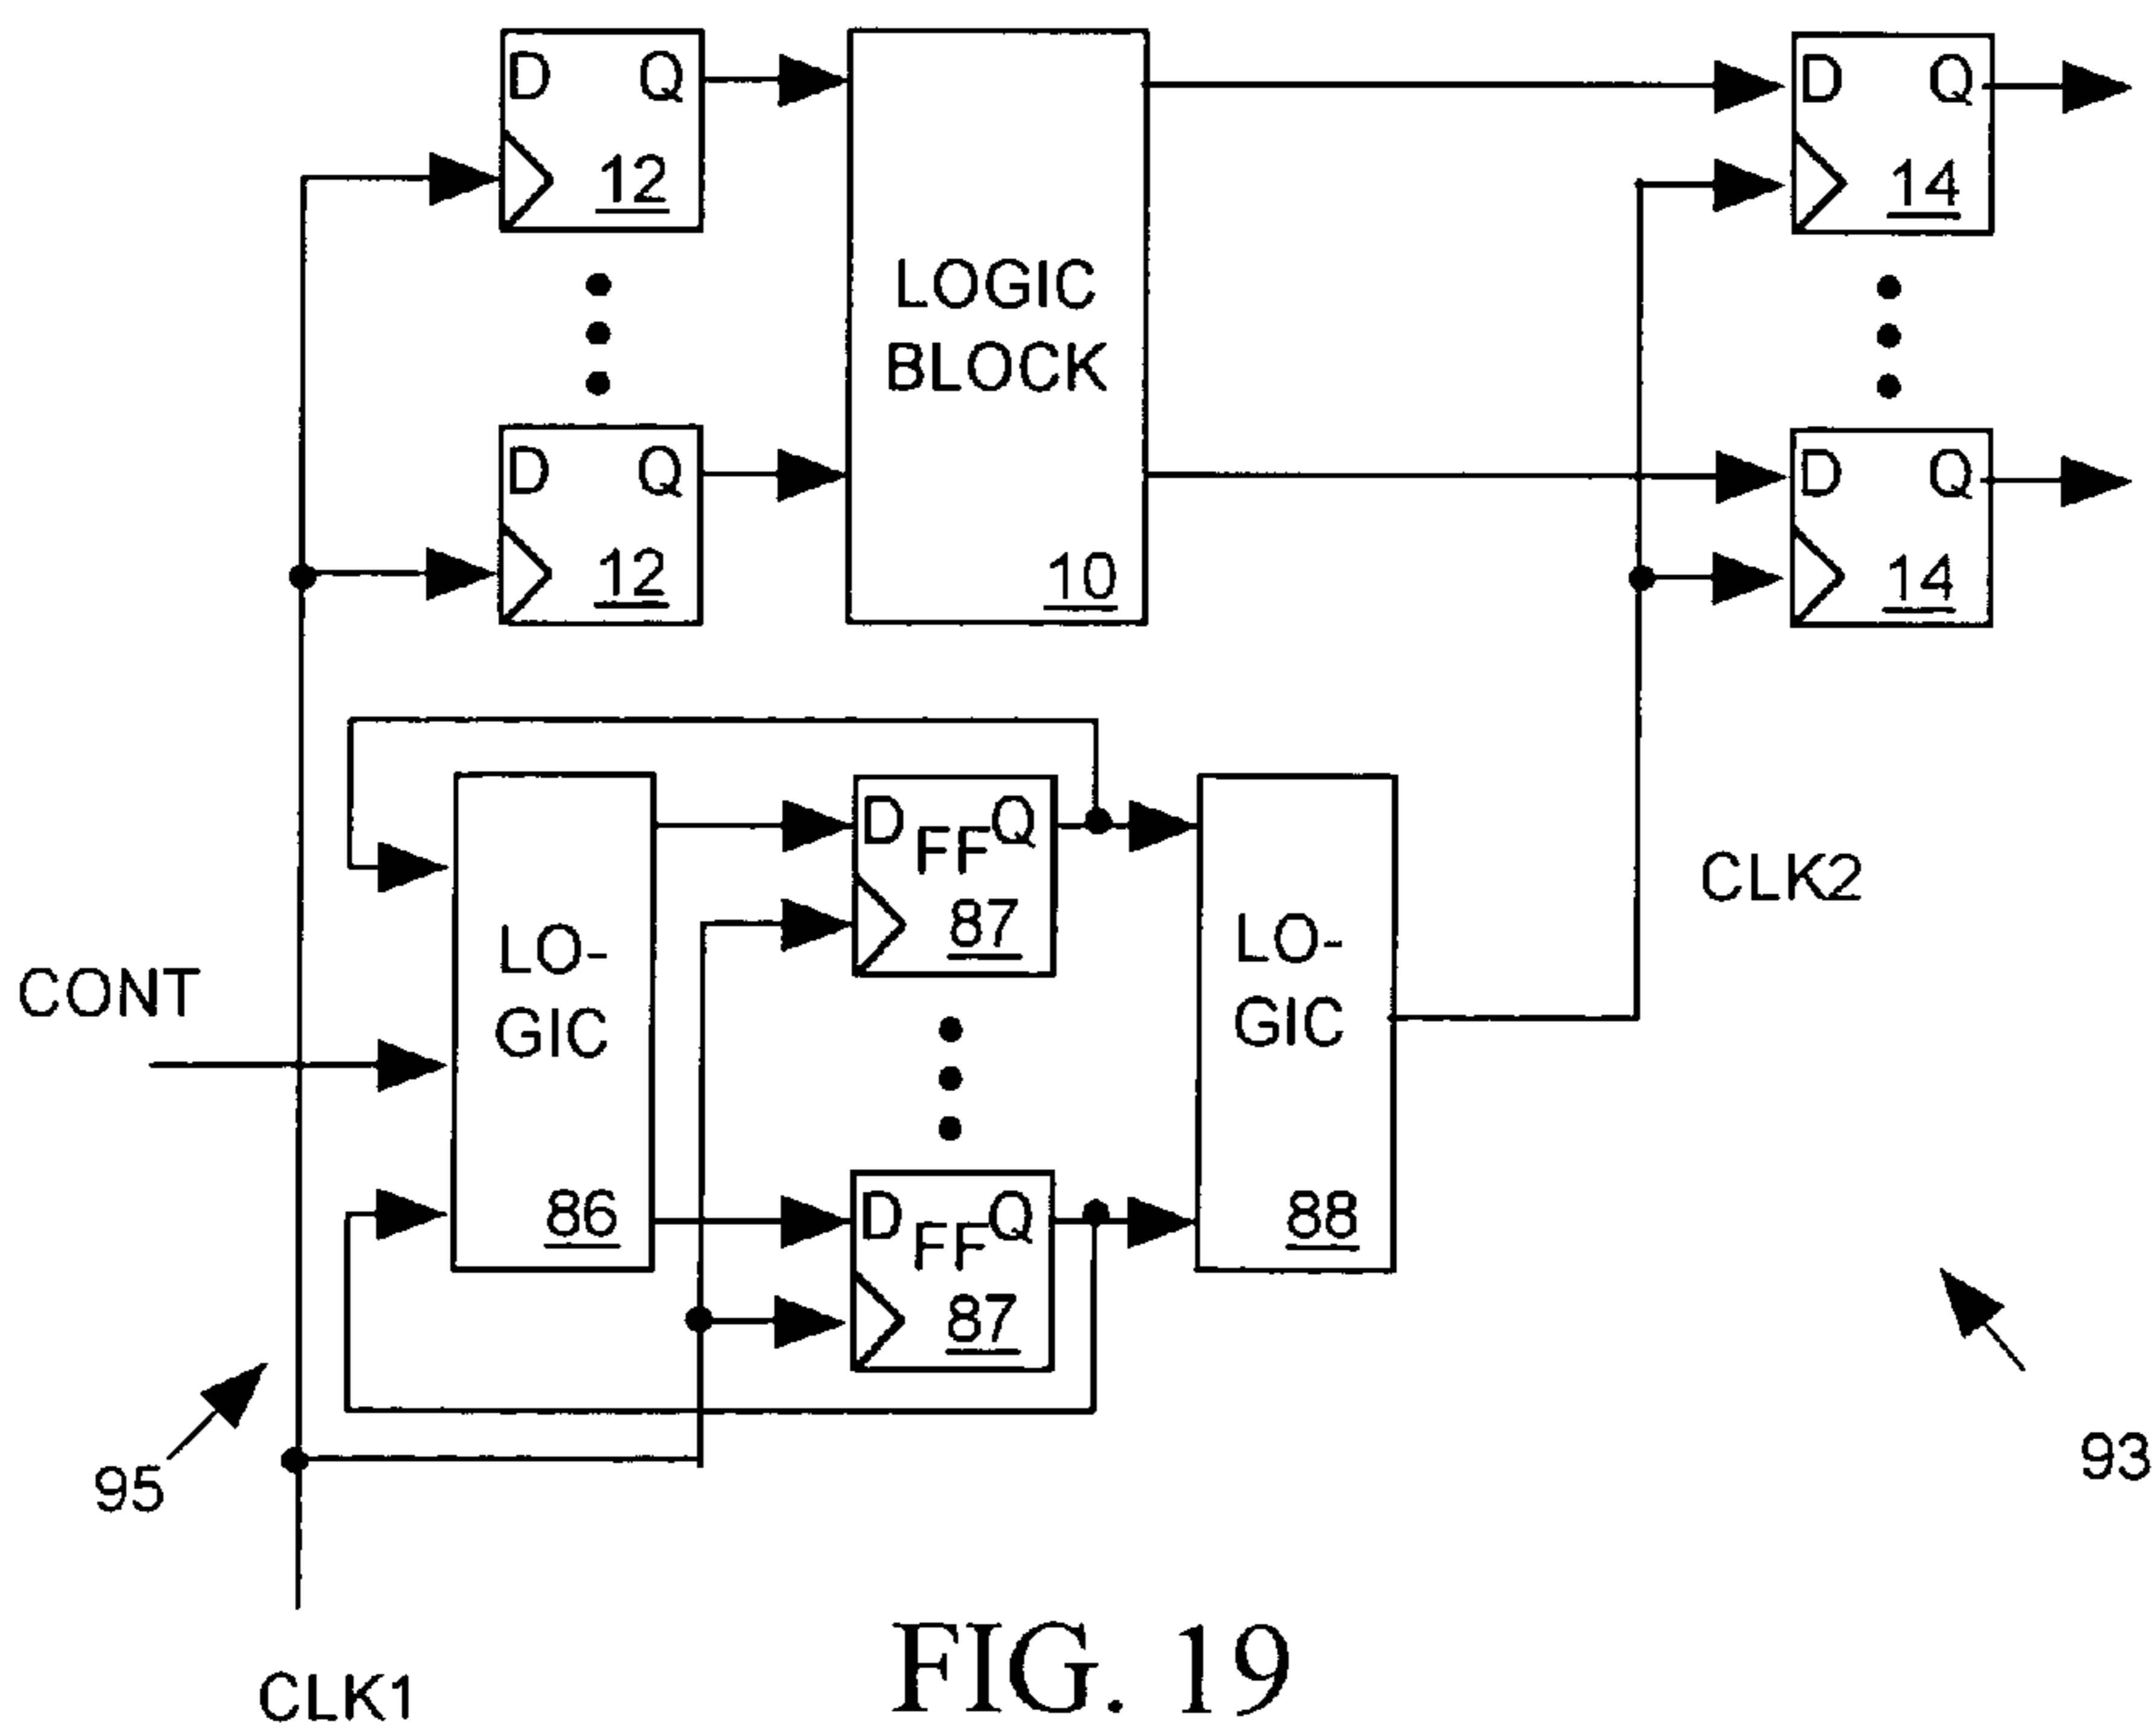 D Q
12
D Q
12
LOGIC
BLOCK
10
D Q
14
D Q
14
CONT
LO-
GIC
86
D FF Q
87
D FF Q
87
LO-
GIC
88
CLK2
95
93
CLK1
FIG. 19